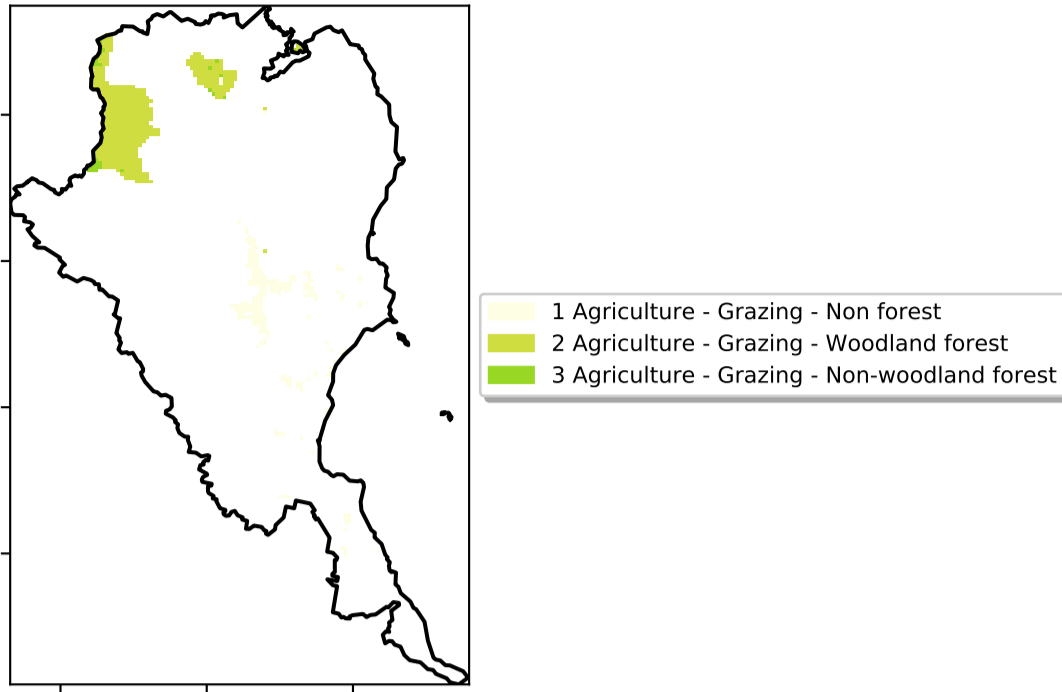 1 Agriculture - Grazing - Non forest
2 Agriculture - Grazing - Woodland forest
3 Agriculture - Grazing - Non-woodland forest